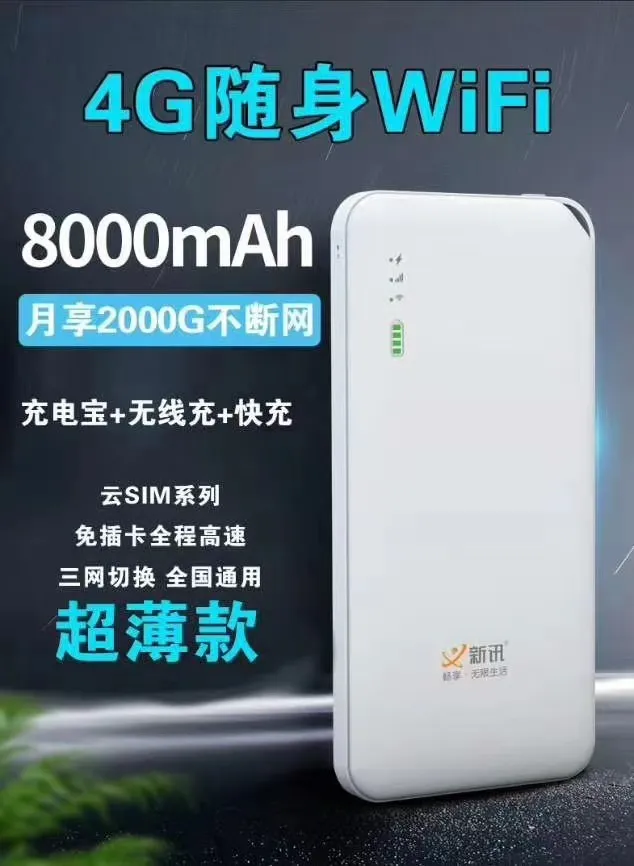 4G随身WiFi
8000mAh
月享2000G不断网
充电宝+无线充+快充
云SIM系列
免插卡全程高速
三网切换 全国通用
超薄款
新讯®
畅享·无限生活